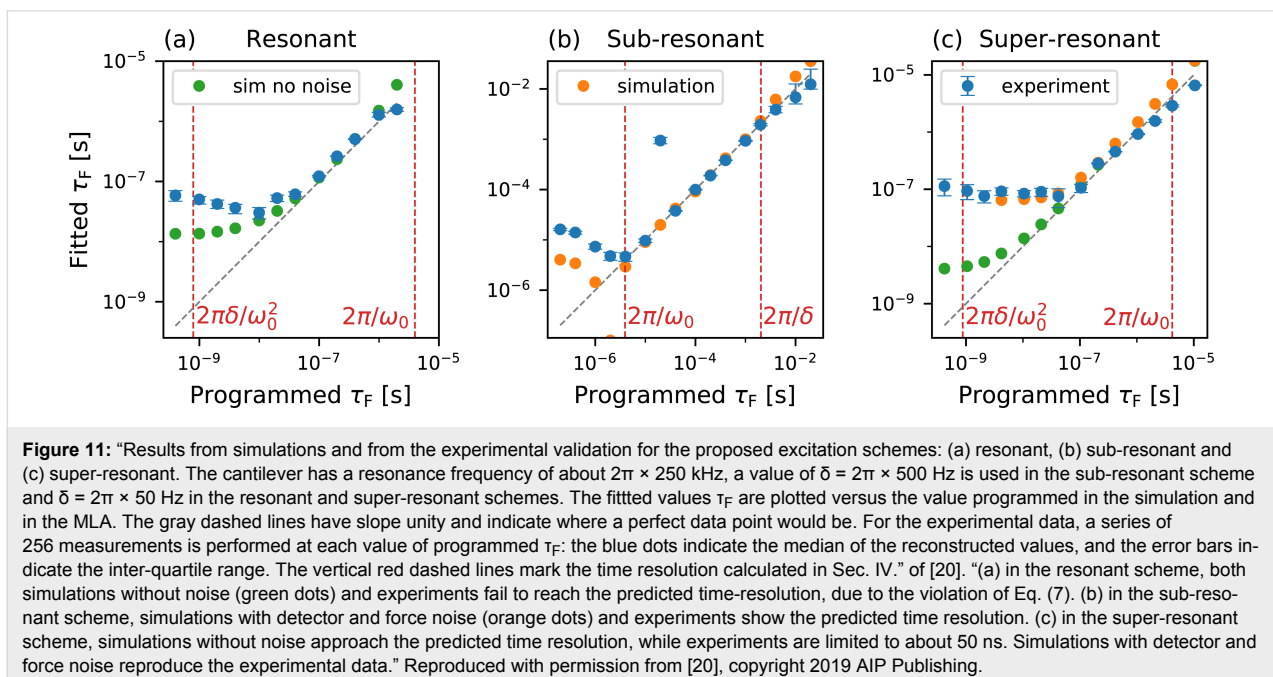 (a) Resonant
(b) Sub-resonant
(c) Super-resonant
10⁻⁵
10⁻⁷
10⁻⁹
Fitted τF [s]
sim no noise
2πδ/ω₀²
2π/ω₀
10⁻⁹ 10⁻⁷ 10⁻⁵
Programmed τF [s]
10⁻²
10⁻⁴
10⁻⁶
simulation
2π/ω₀
2π/δ
10⁻⁶ 10⁻⁴ 10⁻²
Programmed τF [s]
10⁻⁵
10⁻⁷
10⁻⁹
experiment
2πδ/ω₀²
2π/ω₀
10⁻⁹ 10⁻⁷ 10⁻⁵
Programmed τF [s]
Figure 11: “Results from simulations and from the experimental validation for the proposed excitation schemes: (a) resonant, (b) sub-resonant and
(c) super-resonant. The cantilever has a resonance frequency of about 2π × 250 kHz, a value of δ = 2π × 500 Hz is used in the sub-resonant scheme
and δ = 2π × 50 Hz in the resonant and super-resonant schemes. The fittted values τF are plotted versus the value programmed in the simulation and
in the MLA. The gray dashed lines have slope unity and indicate where a perfect data point would be. For the experimental data, a series of
256 measurements is performed at each value of programmed τF: the blue dots indicate the median of the reconstructed values, and the error bars in-
dicate the inter-quartile range. The vertical red dashed lines mark the time resolution calculated in Sec. IV.” of [20]. “(a) in the resonant scheme, both
simulations without noise (green dots) and experiments fail to reach the predicted time-resolution, due to the violation of Eq. (7). (b) in the sub-reso-
nant scheme, simulations with detector and force noise (orange dots) and experiments show the predicted time resolution. (c) in the super-resonant
scheme, simulations without noise approach the predicted time resolution, while experiments are limited to about 50 ns. Simulations with detector and
force noise reproduce the experimental data.” Reproduced with permission from [20], copyright 2019 AIP Publishing.